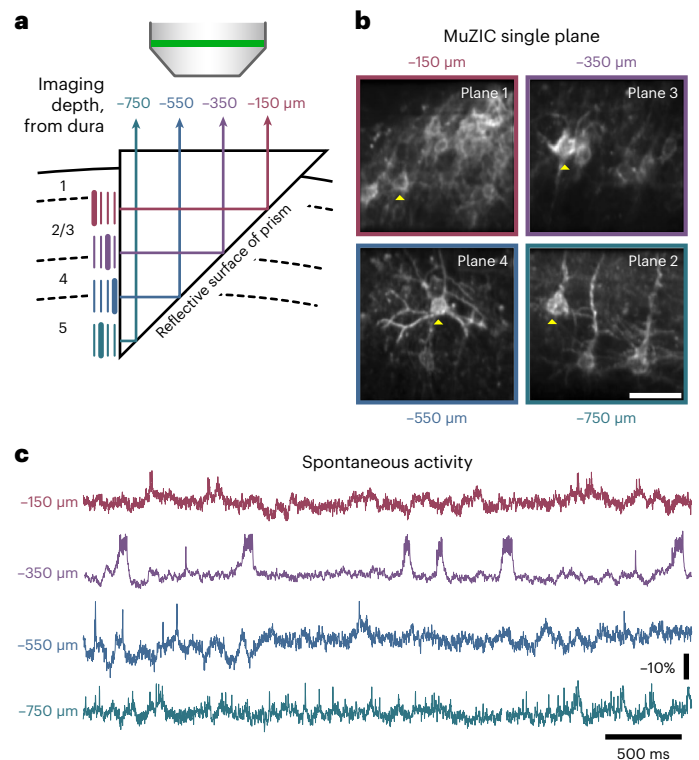 a
Imaging
depth,
from dura
–750
–550
–350
–150 µm
1
2/3
4
5
Reflective surface of prism
b
MuZIC single plane
–150 µm
–350 µm
Plane 1
Plane 3
Plane 4
Plane 2
–550 µm
–750 µm
c
Spontaneous activity
–150 µm
–350 µm
–550 µm
–10%
–750 µm
500 ms